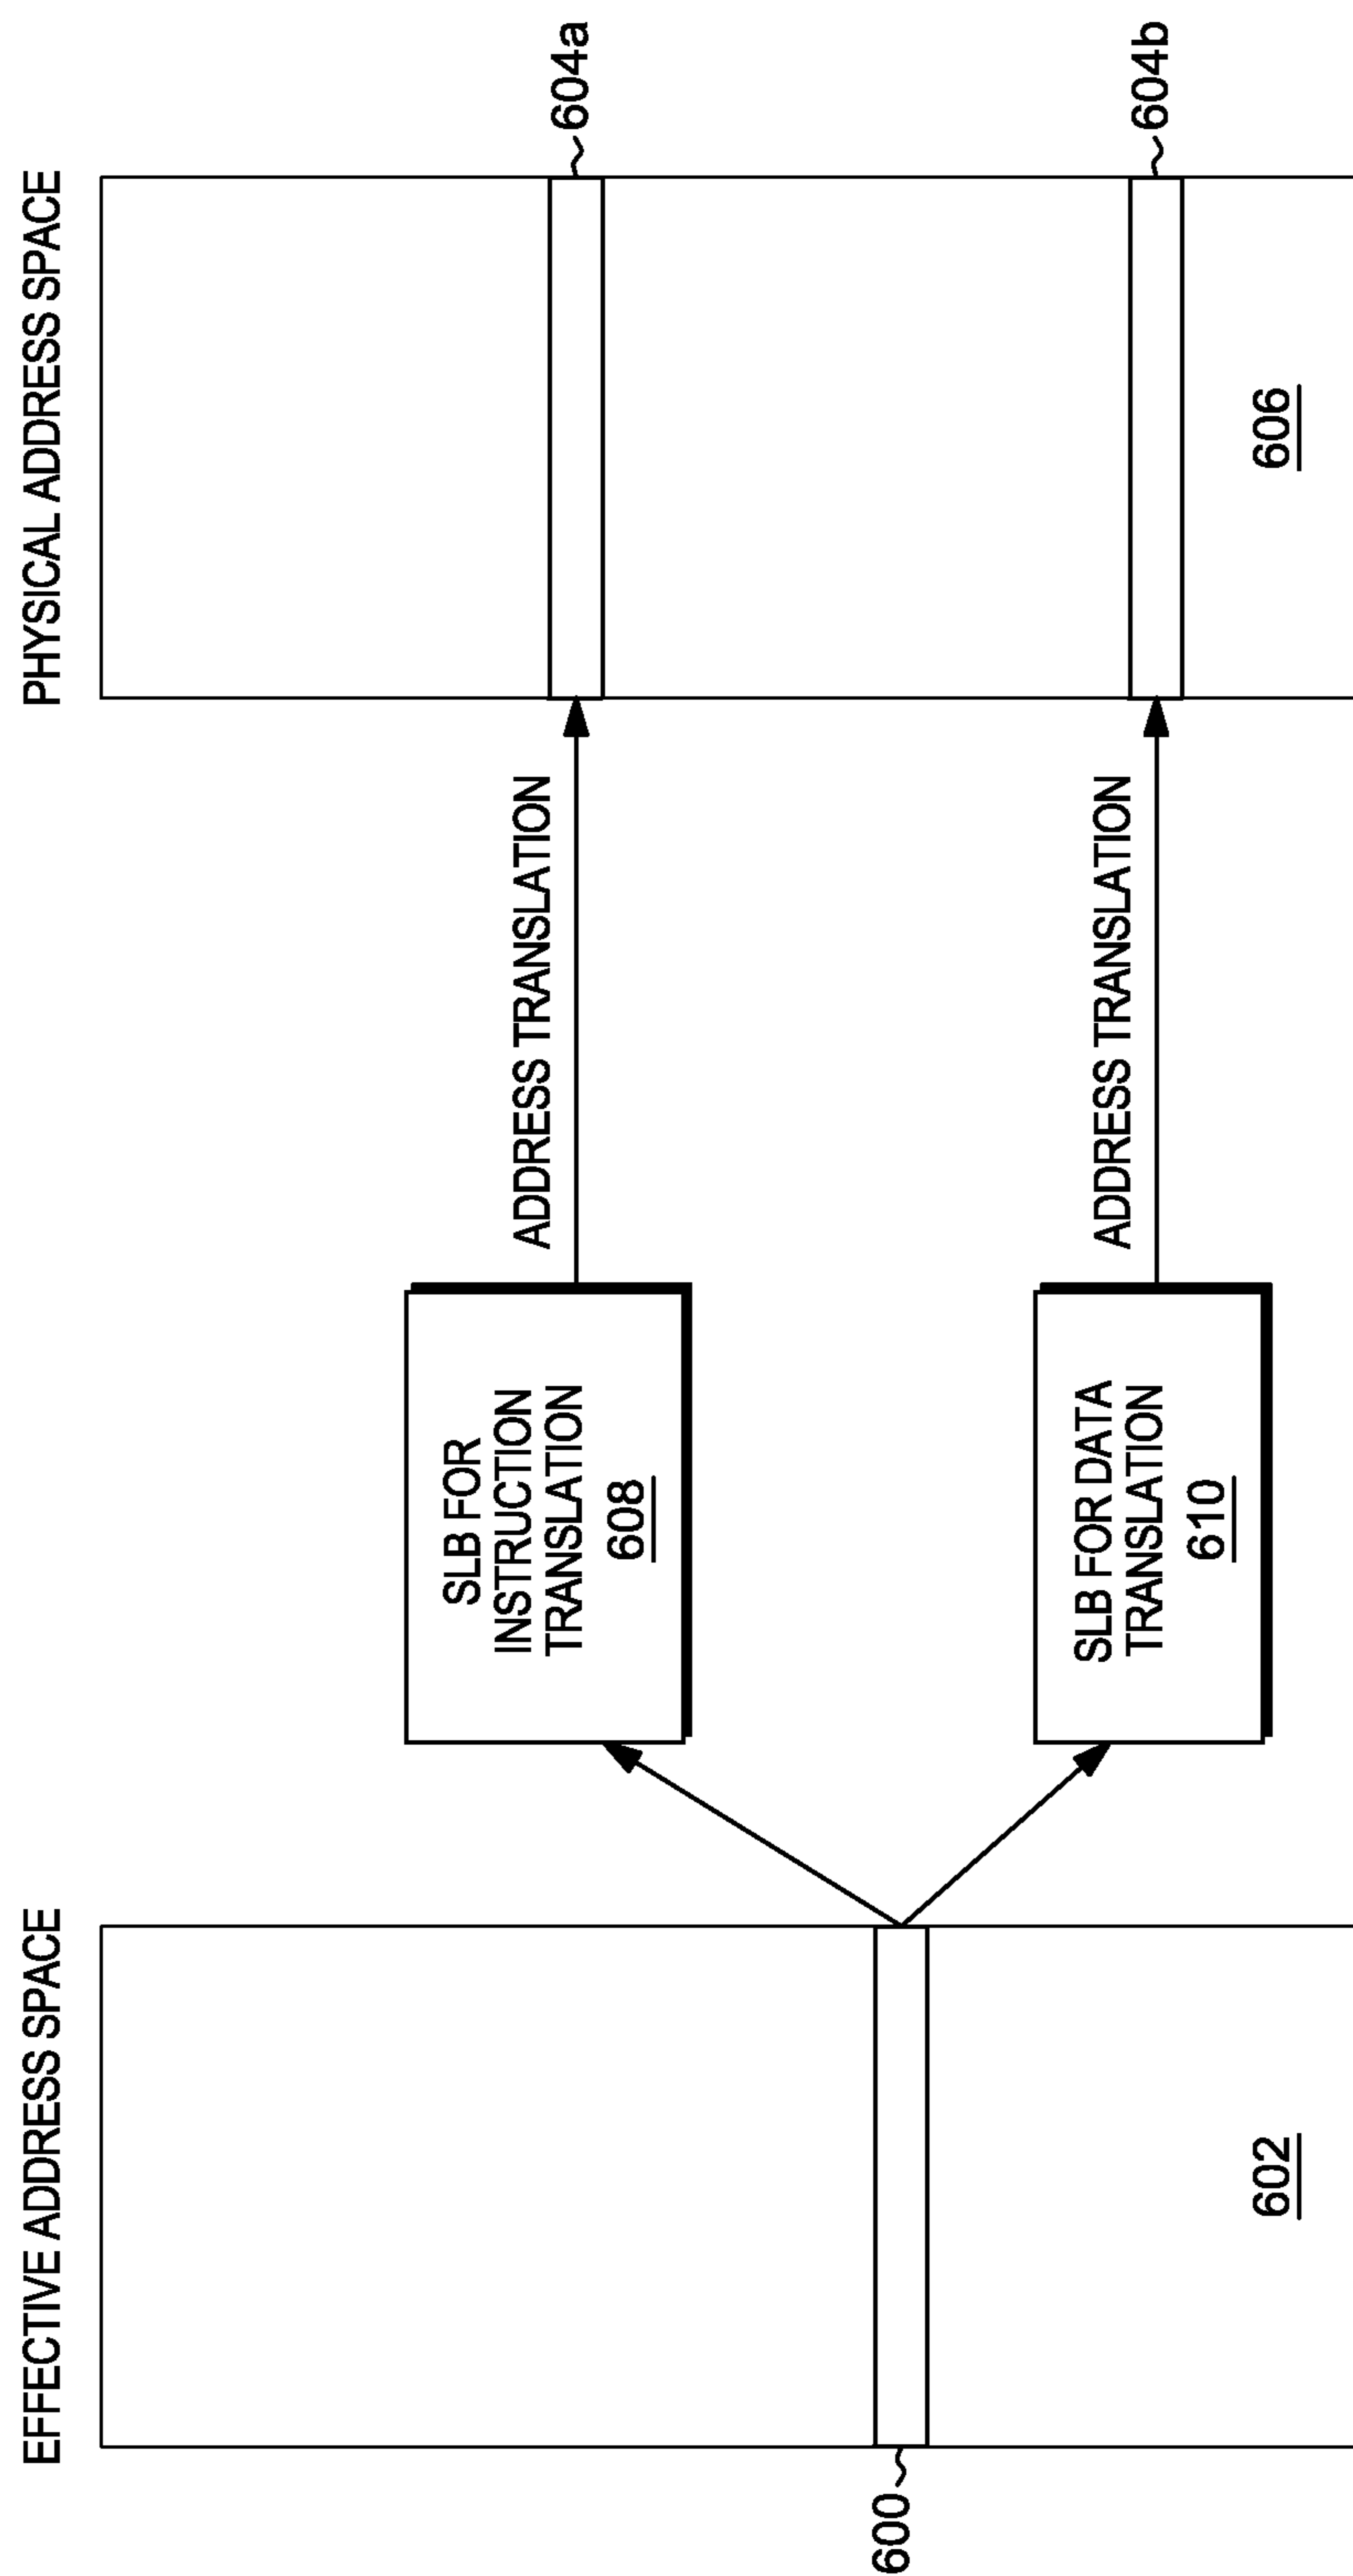 EFFECTIVE ADDRESS SPACE
PHYSICAL ADDRESS SPACE
600
602
SLB FOR
INSTRUCTION
TRANSLATION
608
ADDRESS TRANSLATION
604a
SLB FOR DATA
TRANSLATION
610
ADDRESS TRANSLATION
604b
606